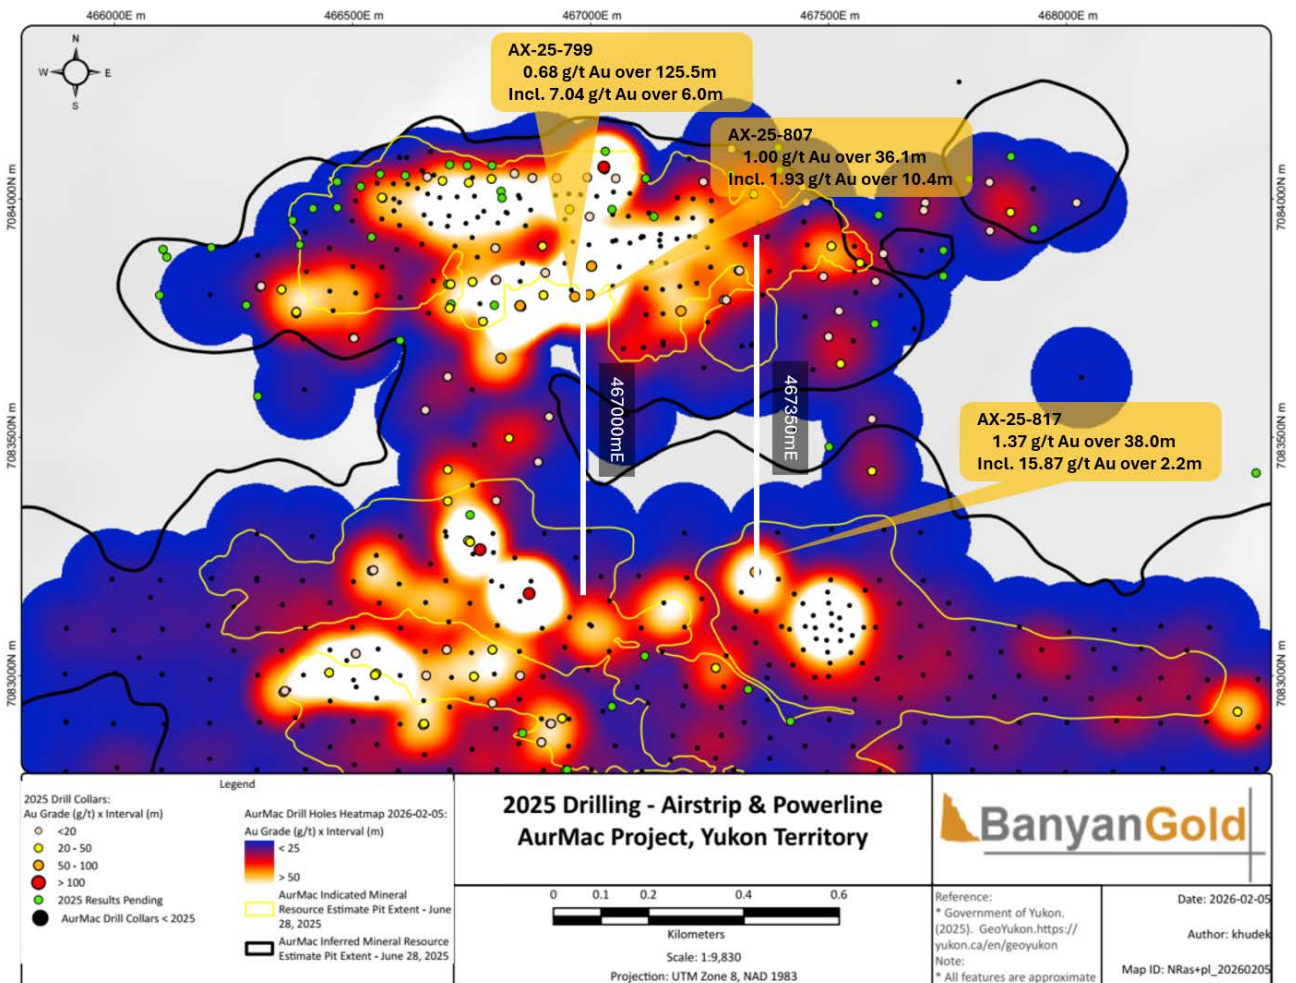 466000E m
466500E m
467000E m
467500E m
468000E m
N
W
E
S
AX-25-799
0.68 g/t Au over 125.5m
Incl. 7.04 g/t Au over 6.0m
AX-25-807
1.00 g/t Au over 36.1m
Incl. 1.93 g/t Au over 10.4m
7084000N m
7084000N m
467000mE
467350mE
AX-25-817
1.37 g/t Au over 38.0m
Incl. 15.87 g/t Au over 2.2m
7083500N m
7083500N m
7083000N m
7083000N m
Legend
2025 Drill Collars:
Au Grade (g/t) x Interval (m)
<20
20 - 50
50 - 100
> 100
2025 Results Pending
AurMac Drill Collars < 2025
AurMac Drill Holes Heatmap 2026-02-05:
Au Grade (g/t) x Interval (m)
< 25
> 50
AurMac Indicated Mineral
Resource Estimate Pit Extent - June
28, 2025
AurMac Inferred Mineral Resource
Estimate Pit Extent - June 28, 2025
2025 Drilling - Airstrip & Powerline
AurMac Project, Yukon Territory
0 0.1 0.2 0.4 0.6
Kilometers
Scale: 1:9,830
Projection: UTM Zone 8, NAD 1983
BanyanGold
Reference:
* Government of Yukon.
(2025). GeoYukon.https://
yukon.ca/en/geoyukon
Note:
* All features are approximate
Date: 2026-02-05
Author: khudek
Map ID: NRas+pl_20260205